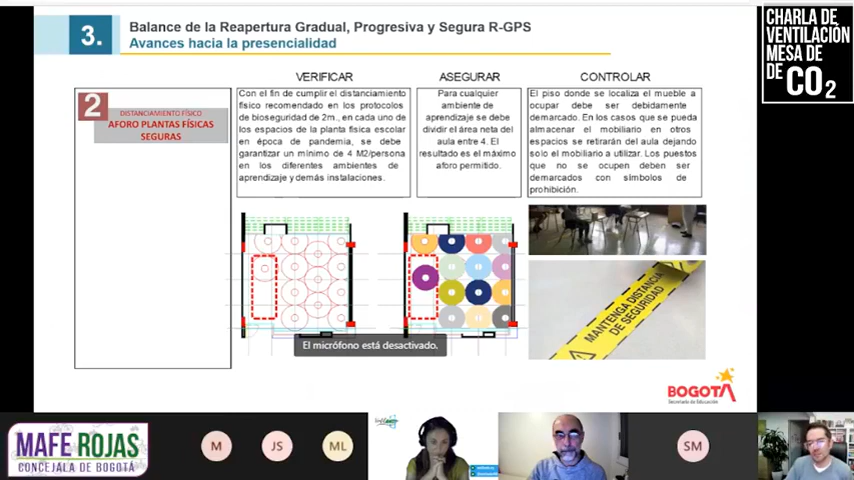 3.
Balance de la Reapertura Gradual, Progresiva y Segura R-GPS
Avances hacia la presencialidad
CHARLA DE
VENTILACIÓN
MESA DE
DE CO2
2
DISTANCIAMIENTO FÍSICO
AFORO PLANTAS FÍSICAS
SEGURAS
VERIFICAR
Con el fin de cumplir el distanciamiento
físico recomendado en los protocolos
de bioseguridad de 2m., en cada uno de
los espacios de la planta física escolar
en época de pandemia, se debe
garantizar un mínimo de 4 M2/persona
en los diferentes ambientes de
aprendizaje y demás instalaciones.
ASEGURAR
Para cualquier
ambiente de
aprendizaje se debe
dividir el área neta del
aula entre 4. El
resultado es el máximo
aforo permitido.
CONTROLAR
El piso donde se localiza el mueble a
ocupar debe ser debidamente
demarcado. En los casos que se pueda
almacenar el mobiliario en otros
espacios se retirarán del aula dejando
solo el mobiliario a utilizar. Los puestos
que no se ocupen deben ser
demarcados con símbolos de
prohibición.
MANTENGA DISTANCIA
DE SEGURIDAD
El micrófono está desactivado.
BOGOTÁ
Secretaría de Educación
MAFE ROJAS
CONCEJALA DE BOGOTÁ
M
JS
ML
SM